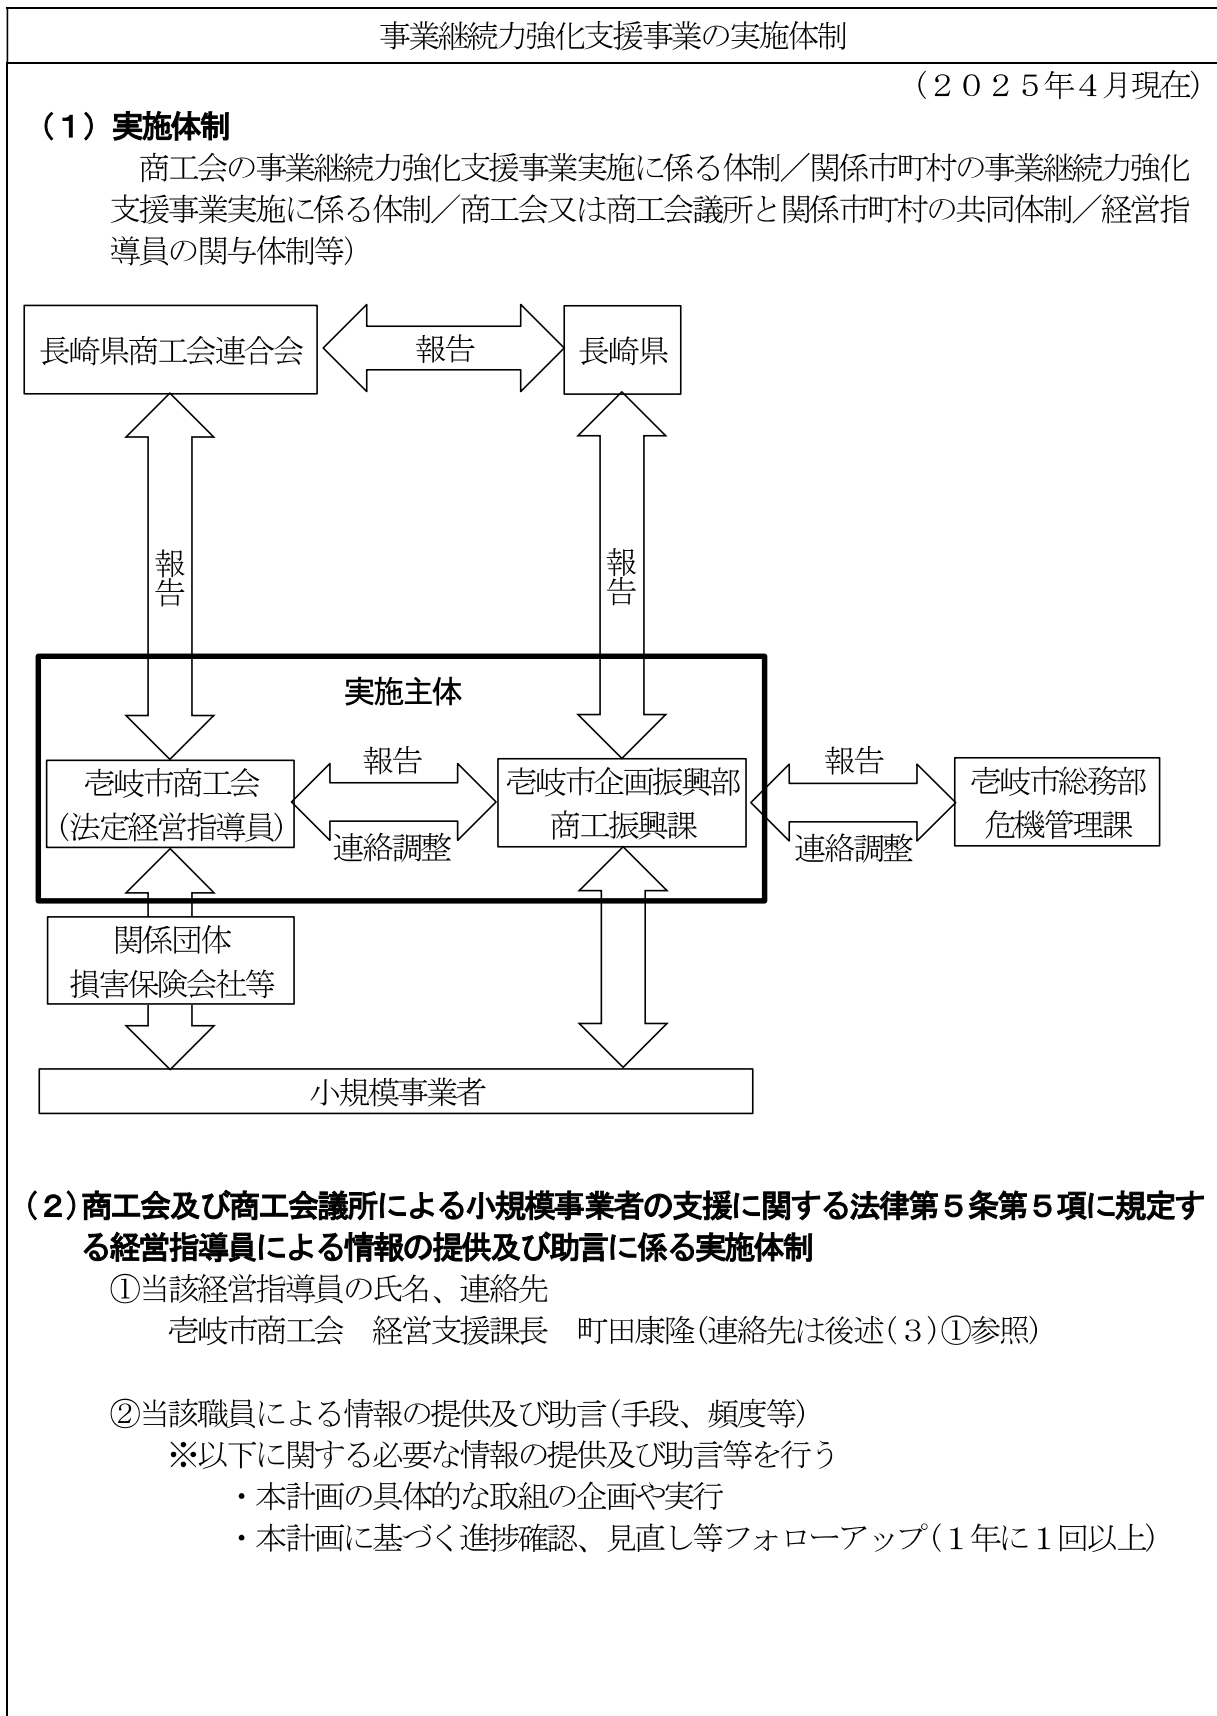 事業継続力強化支援事業の実施体制
（２０２５年４月現在）
（１）実施体制
商工会の事業継続力強化支援事業実施に係る体制／関係市町村の事業継続力強化
支援事業実施に係る体制／商工会又は商工会議所と関係市町村の共同体制／経営指
導員の関与体制等）
長崎県商工会連合会
報告
長崎県
報告
報告
実施主体
壱岐市商工会
（法定経営指導員）
報告
連絡調整
壱岐市企画振興部
商工振興課
報告
連絡調整
壱岐市総務部
危機管理課
関係団体
損害保険会社等
小規模事業者
（２）商工会及び商工会議所による小規模事業者の支援に関する法律第５条第５項に規定す
る経営指導員による情報の提供及び助言に係る実施体制
①当該経営指導員の氏名、連絡先
壱岐市商工会　経営支援課長　町田康隆（連絡先は後述（３）①参照）
②当該職員による情報の提供及び助言（手段、頻度等）
※以下に関する必要な情報の提供及び助言等を行う
・本計画の具体的な取組の企画や実行
・本計画に基づく進捗確認、見直し等フォローアップ（１年に１回以上）